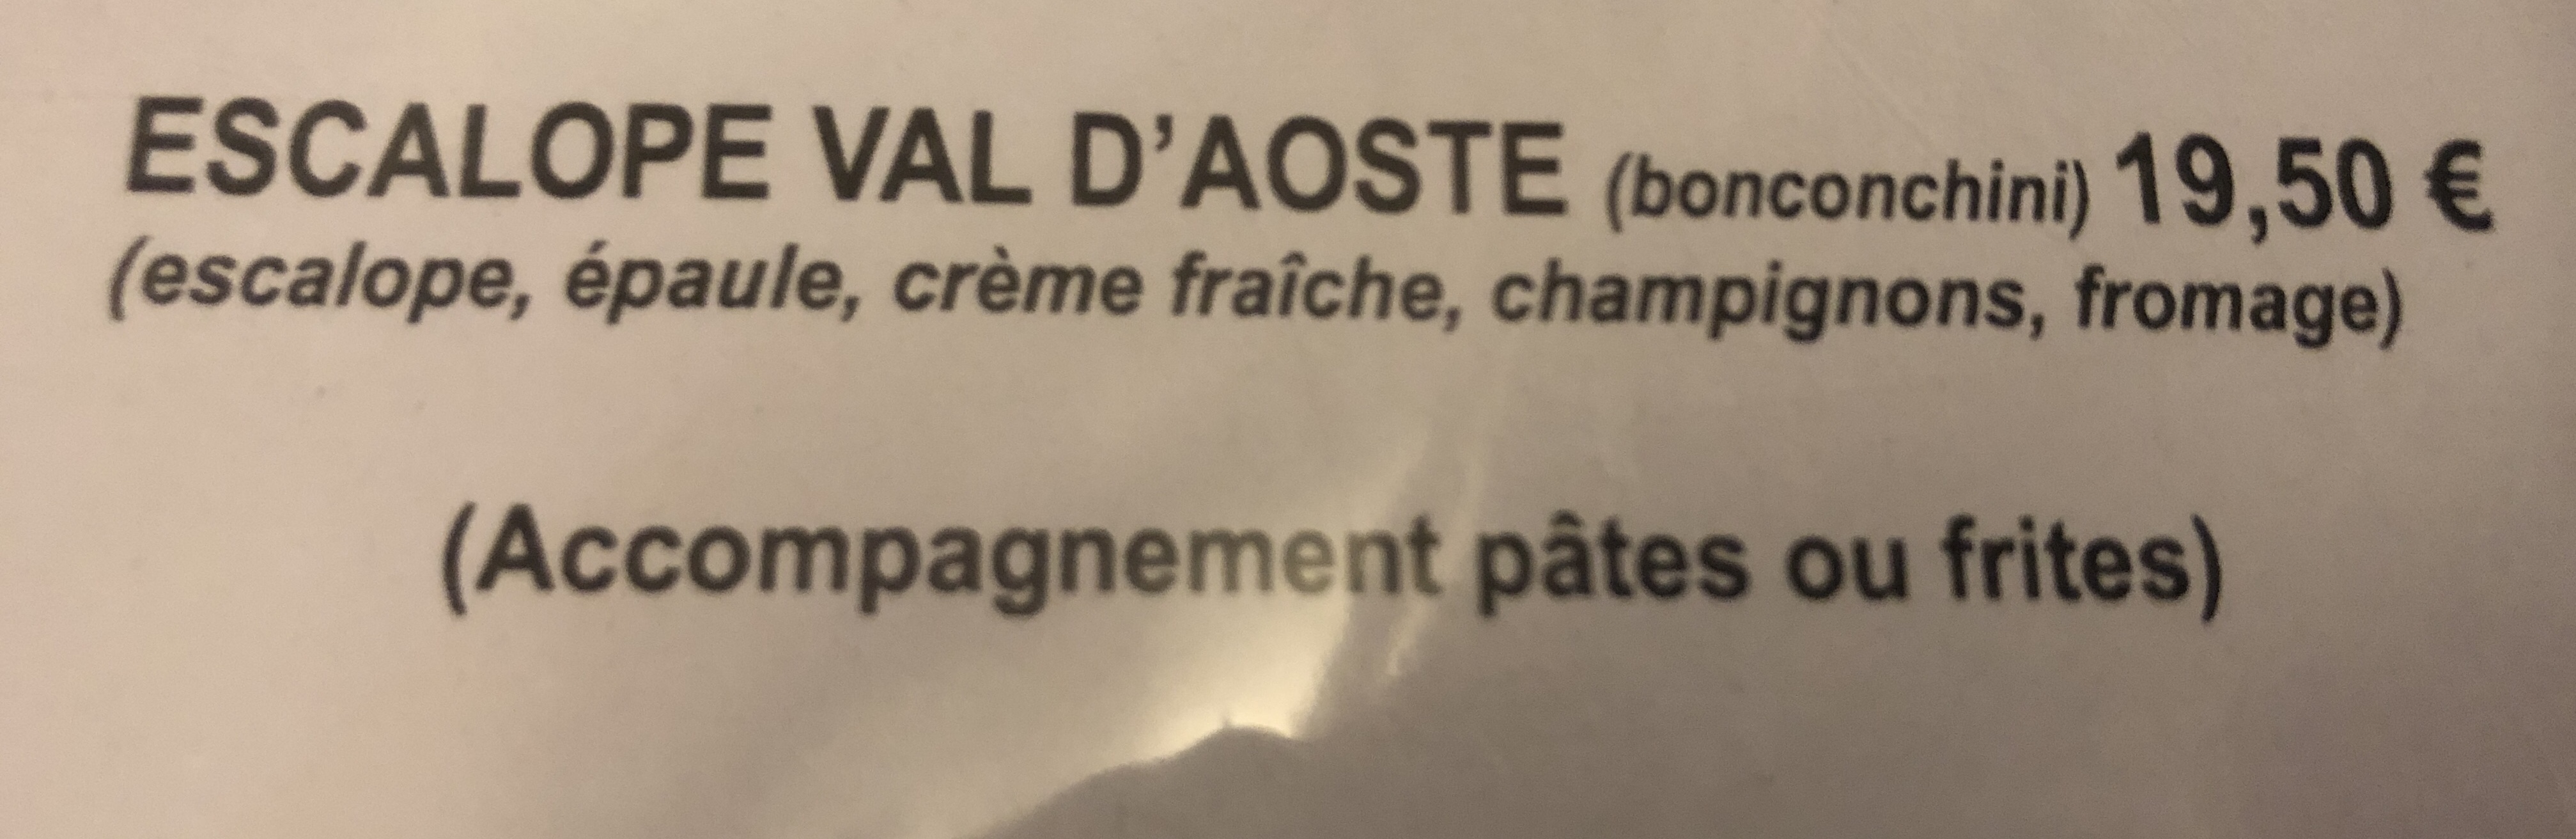 ESCALOPE VAL D’AOSTE (bonconchini) 19,50 €
(escalope, épaule, crème fraîche, champignons, fromage)
(Accompagnement pâtes ou frites)